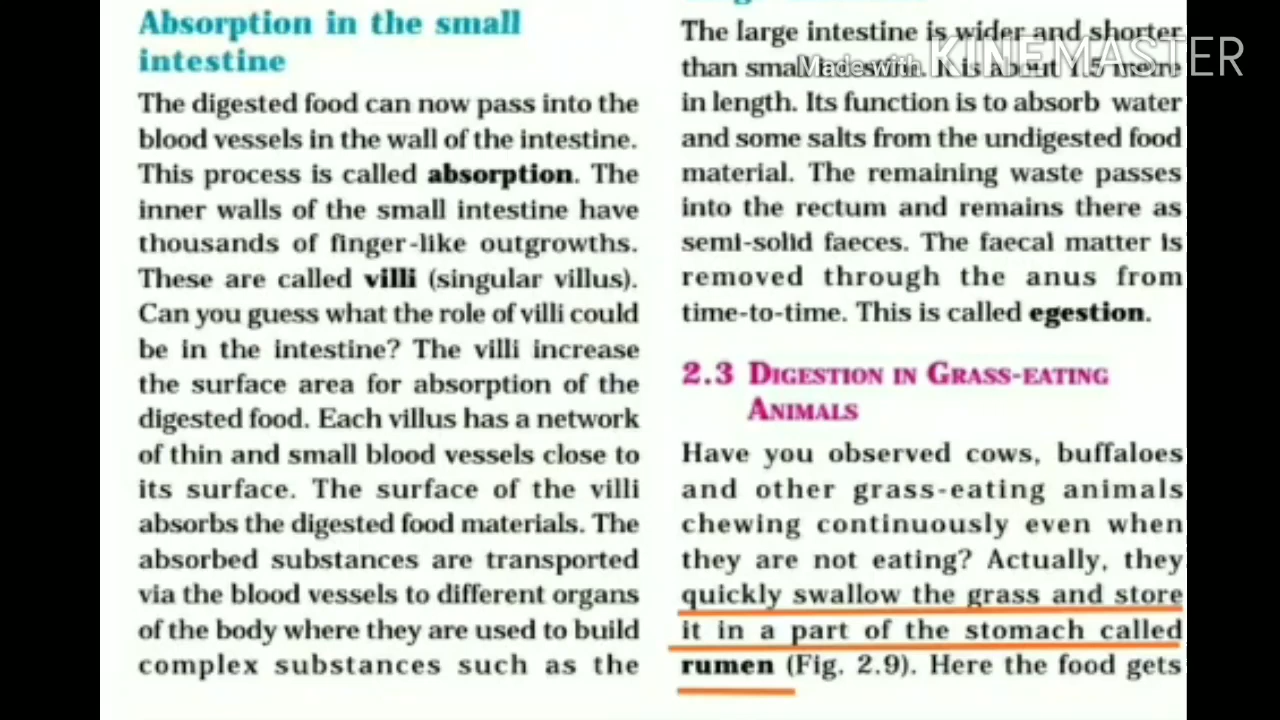 Absorption in the small
intestine
The digested food can now pass into the
blood vessels in the wall of the intestine.
This process is called absorption. The
inner walls of the small intestine have
thousands of finger-like outgrowths.
These are called villi (singular villus).
Can you guess what the role of villi could
be in the intestine? The villi increase
the surface area for absorption of the
digested food. Each villus has a network
of thin and small blood vessels close to
its surface. The surface of the villi
absorbs the digested food materials. The
absorbed substances are transported
via the blood vessels to different organs
of the body where they are used to build
complex substances such as the
The large intestine is wider and shorter
than small It is about 1.5 metre
in length. Its function is to absorb water
and some salts from the undigested food
material. The remaining waste passes
into the rectum and remains there as
semi-solid faeces. The faecal matter is
removed through the anus from
time-to-time. This is called egestion.
2.3 DIGESTION IN GRASS-EATING
ANIMALS
Have you observed cows, buffaloes
and other grass-eating animals
chewing continuously even when
they are not eating? Actually, they
quickly swallow the grass and store
it in a part of the stomach called
rumen (Fig. 2.9). Here the food gets
Made with KINEMASTER